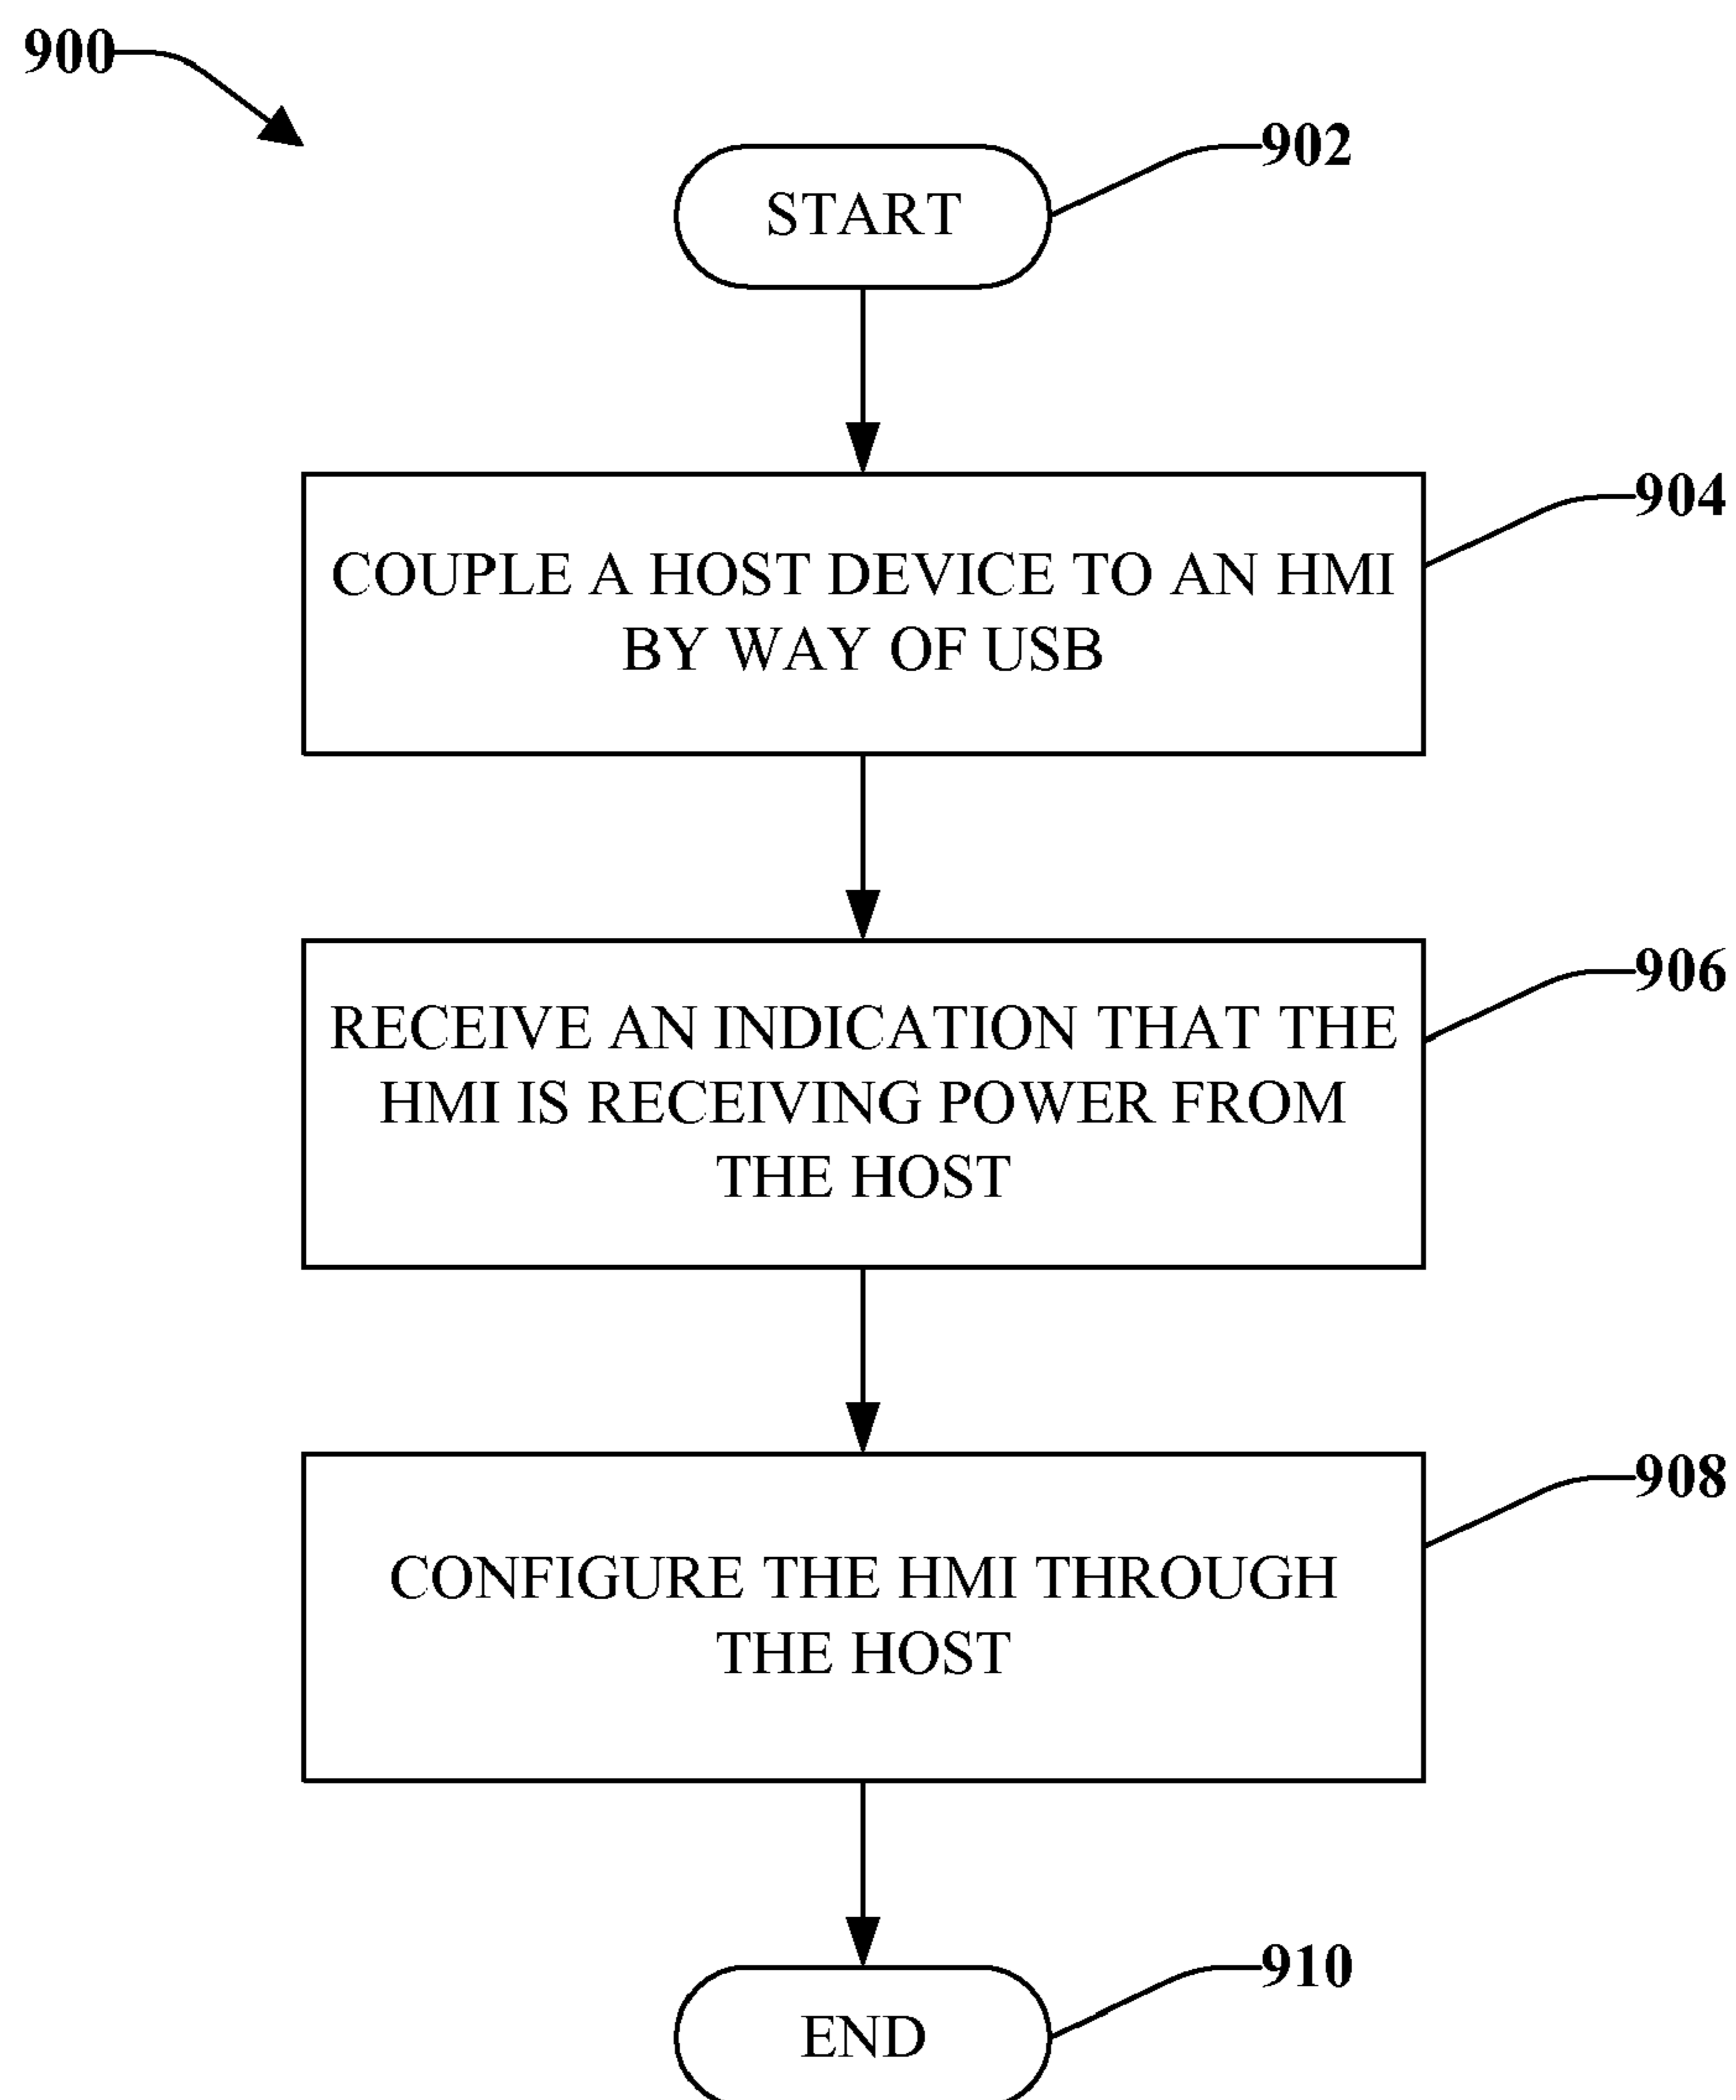 900
902
START
904
COUPLE A HOST DEVICE TO AN HMI
BY WAY OF USB
906
RECEIVE AN INDICATION THAT THE
HMI IS RECEIVING POWER FROM
THE HOST
908
CONFIGURE THE HMI THROUGH
THE HOST
910
END